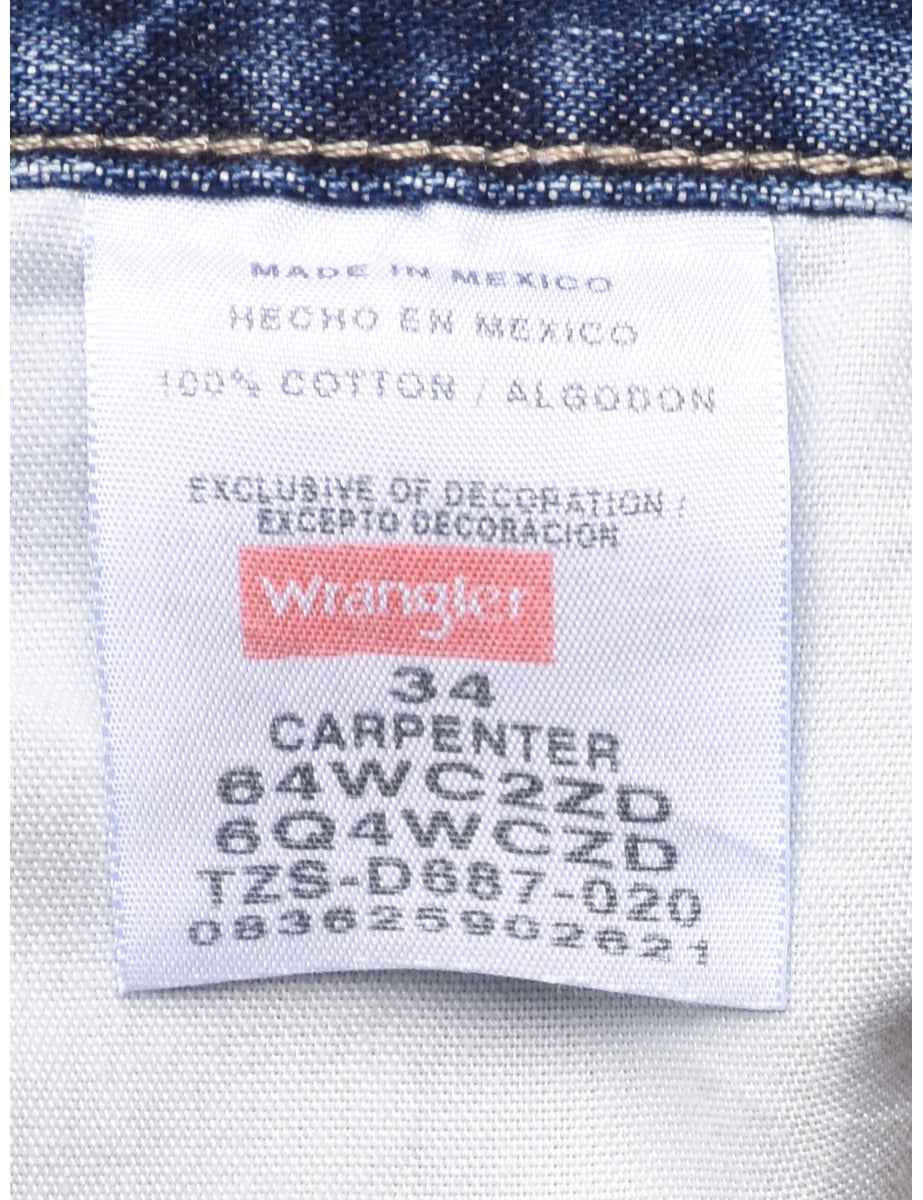 MADE IN MEXICO
HECHO EN MEXICO
100% COTTON / ALGODON
EXCLUSIVE OF DECORATION /
EXCEPTO DECORACION
Wrangler
34
CARPENTER
64WC2ZD
6Q4WCZD
TZS-D687-020
083625902621